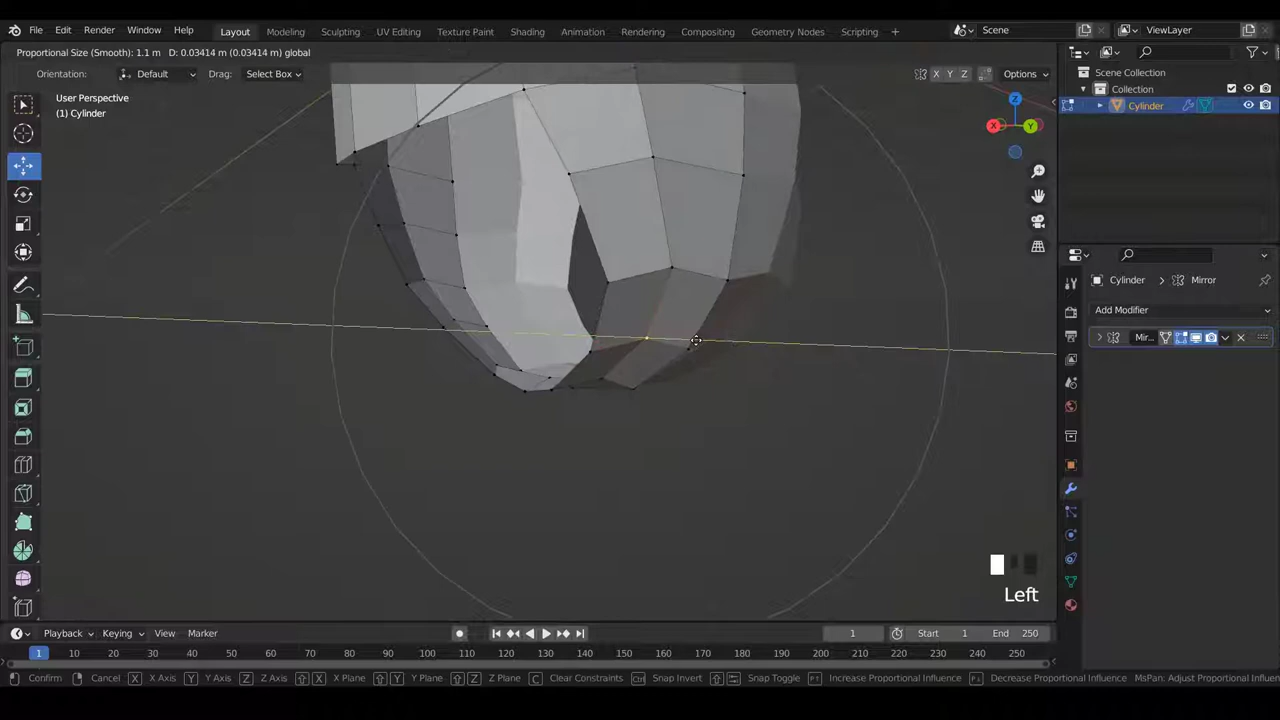 File Edit Render Window Help Layout Modeling Sculpting UV Editing Texture Paint Shading Animation Rendering Compositing Geometry Nodes Scripting + Scene ViewLayer
Proportional Size (Smooth): 1.1 m D: 0.03414 m (0.03414 m) global
Orientation: Default Drag: Select Box X Y Z Options
User Perspective
(1) Cylinder
Scene Collection
Collection
Cylinder
Z
X Y
Cylinder > Mirror
Add Modifier
Mir...
Left
Playback Keying View Marker 1 Start 1 End 250
1 10 20 30 40 50 60 70 80 90 100 110 120 130 140 150 160 170 180 190 200 210 220 230 240 250
Confirm Cancel X X Axis Y Y Axis Z Z Axis X X Plane Y Y Plane Z Z Plane C Clear Constraints Ctrl Snap Invert Snap Toggle Increase Proportional Influence Decrease Proportional Influence MsPan: Adjust Proportional Influenc